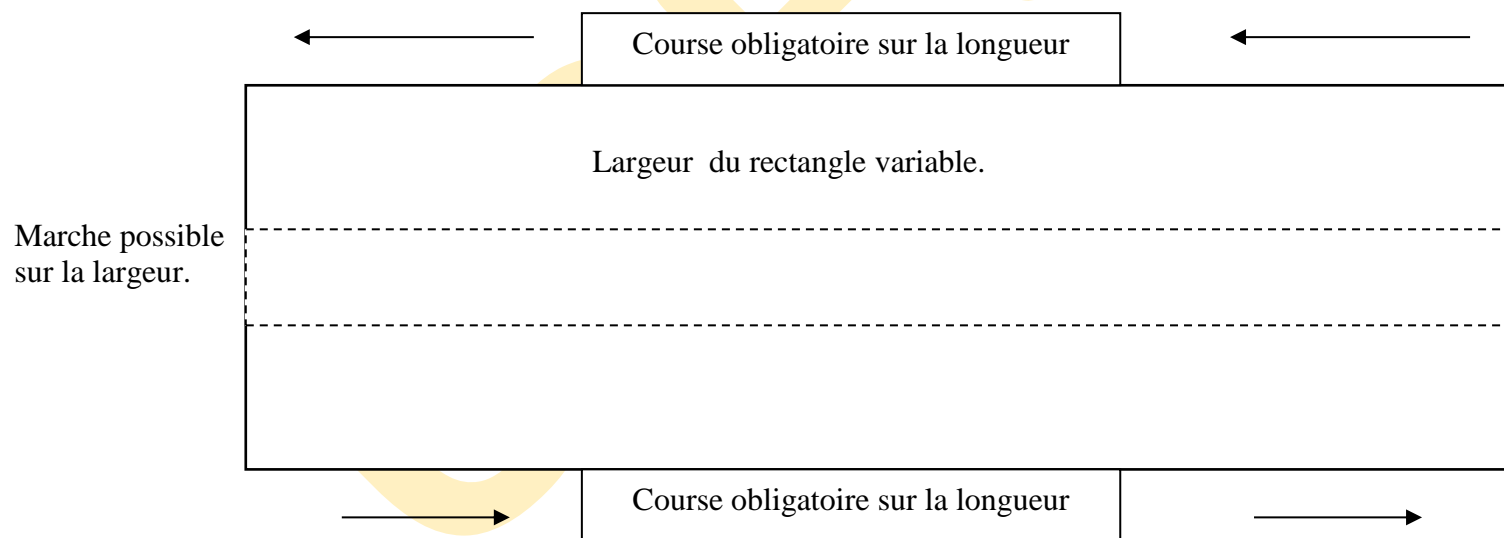 Course obligatoire sur la longueur
Largeur du rectangle variable.
Marche possible
sur la largeur.
Course obligatoire sur la longueur